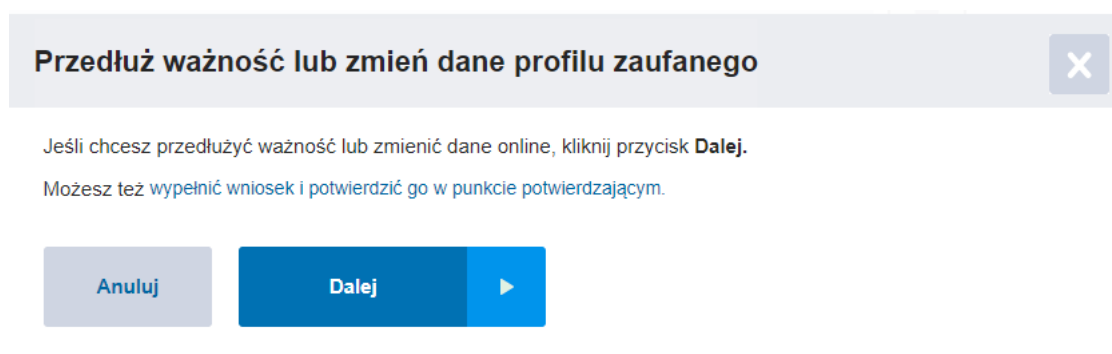 Przedłuż ważność lub zmień dane profilu zaufanego
Jeśli chcesz przedłużyć ważność lub zmienić dane online, kliknij przycisk Dalej.
Możesz też wypełnić wniosek i potwierdzić go w punkcie potwierdzającym.
Anuluj
Dalej